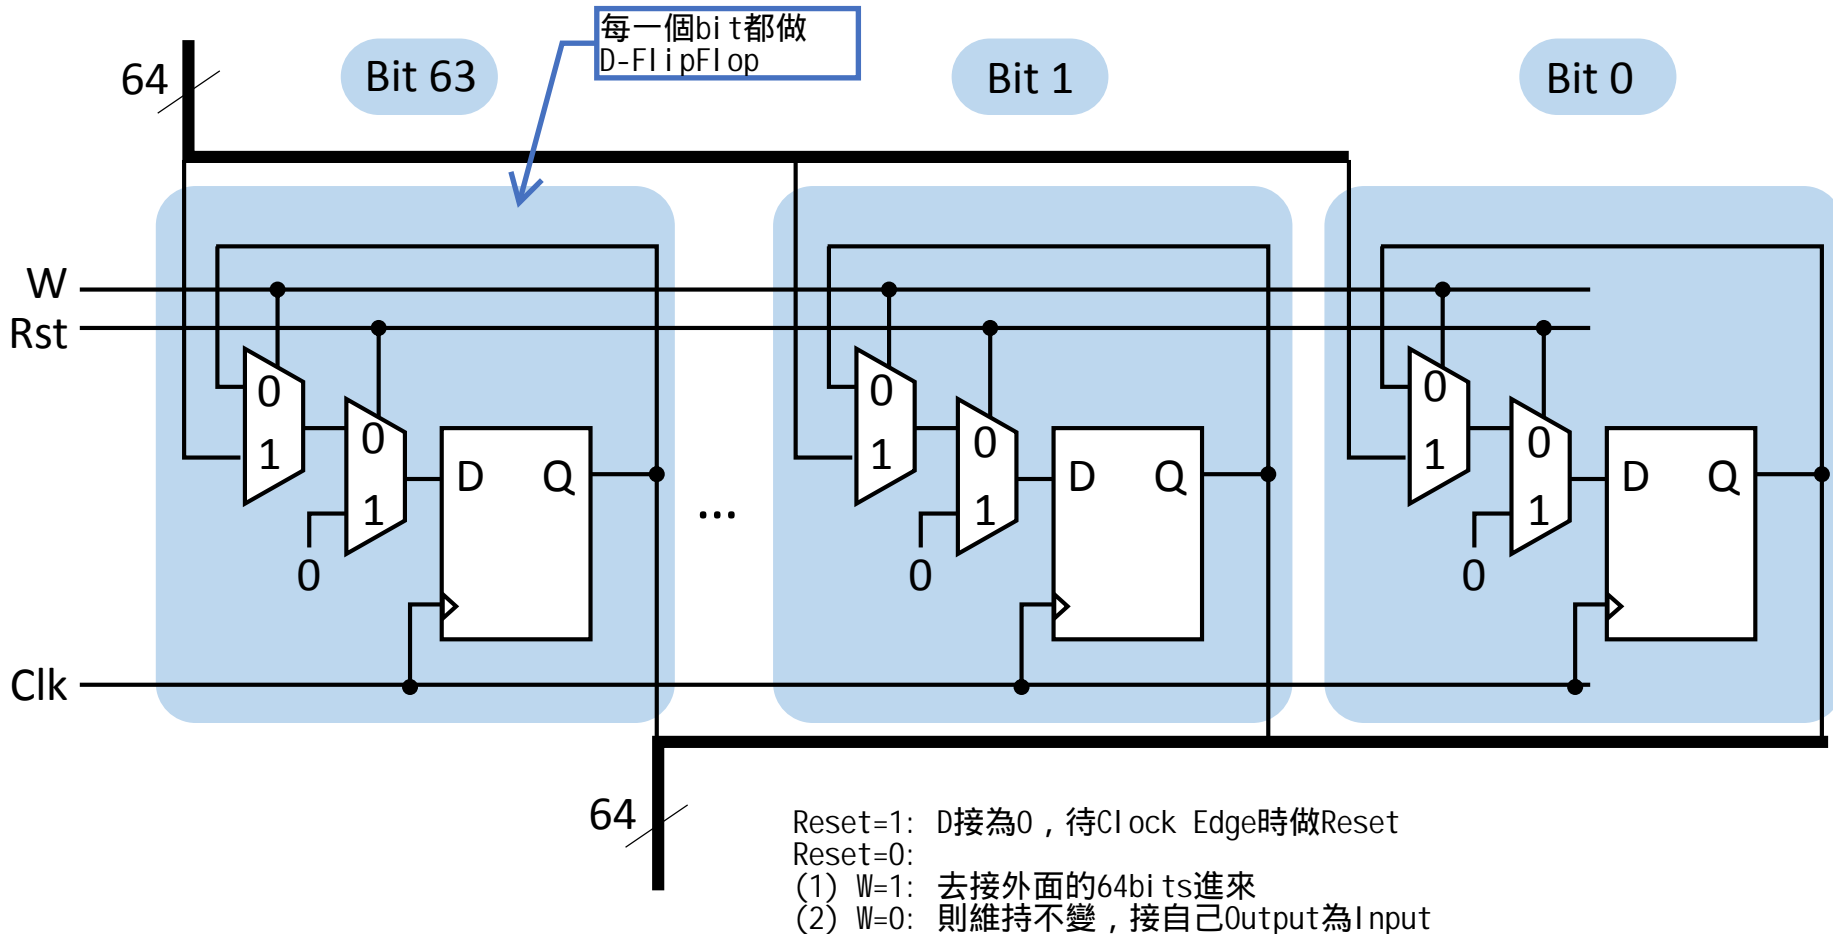 每一個bit都做
D-FlipFlop
64
Bit 63
Bit 1
Bit 0
W
Rst
0
1
0
1
0
D
Q
...
0
1
0
1
0
D
Q
0
1
0
1
0
D
Q
Clk
64
Reset=1: D接為0，待Clock Edge時做Reset
Reset=0:
(1) W=1: 去接外面的64bits進來
(2) W=0: 則維持不變，接自己Output為Input